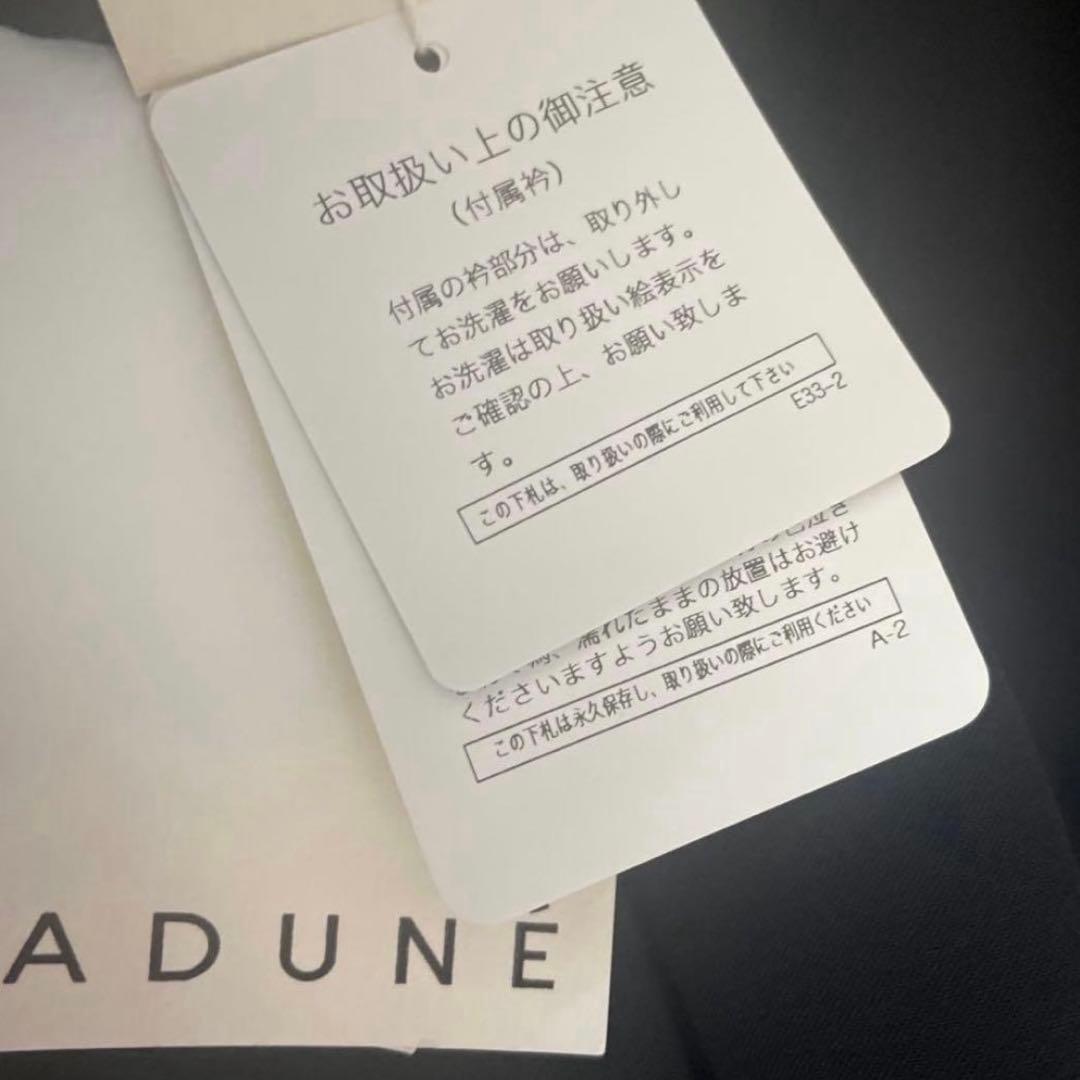 お取扱い上の御注意
(付属衿)
付属の衿部分は、取り外し
てお洗濯をお願いします。
お洗濯は取り扱い絵表示を
ご確認の上、お願い致しま
す。
この下札は、取り扱いの際にご利用して下さい
E33-2
濡れたままの放置はお避け
くださいますようお願い致します。
この下札は永久保存し、取り扱いの際にご利用ください
A-2
ADUNÉ